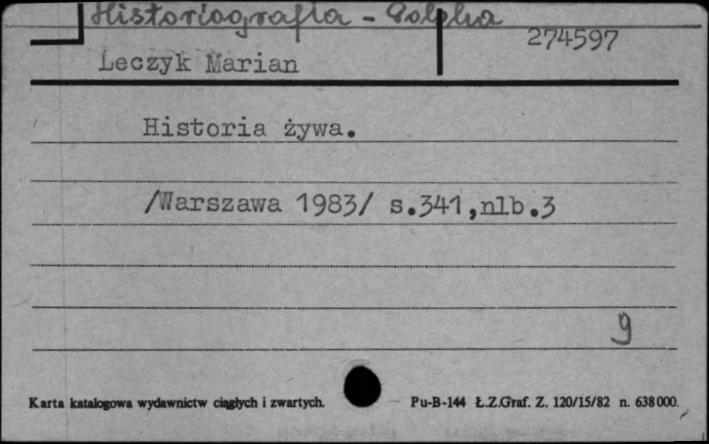 Historiografia - Polska
274597
Leczyk Marian
Historia żywa.
/Warszawa 1983/ s.341,nlb.3
9
Karta katalogowa wydawnictw ciągłych i zwartych. Pu-B-144 Ł.Z.Graf. Z. 120/15/82 n. 638000.